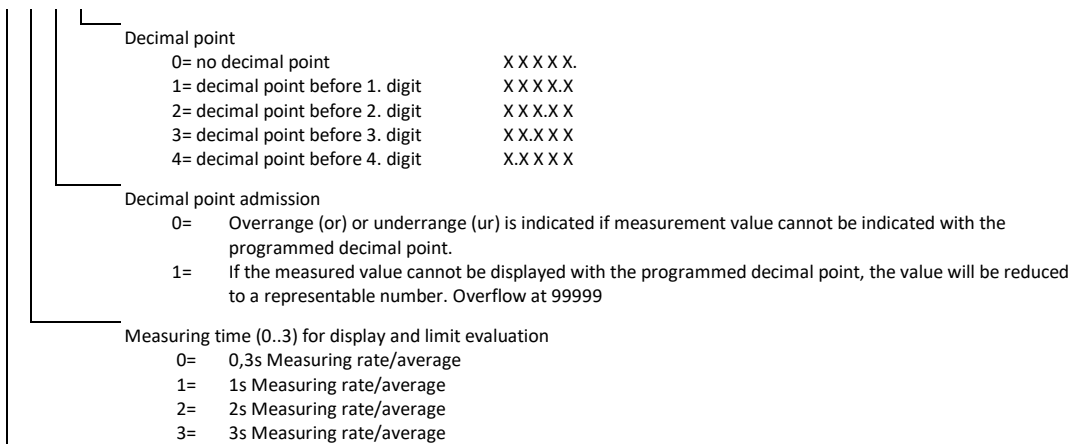 Decimal point
0= no decimal point X X X X X.
1= decimal point before 1. digit X X X X.X
2= decimal point before 2. digit X X X.X X
3= decimal point before 3. digit X X.X X X
4= decimal point before 4. digit X.X X X X
Decimal point admission
0= Overrange (or) or underrange (ur) is indicated if measurement value cannot be indicated with the
programmed decimal point.
1= If the measured value cannot be displayed with the programmed decimal point, the value will be reduced
to a representable number. Overflow at 99999
Measuring time (0..3) for display and limit evaluation
0= 0,3s Measuring rate/average
1= 1s Measuring rate/average
2= 2s Measuring rate/average
3= 3s Measuring rate/average